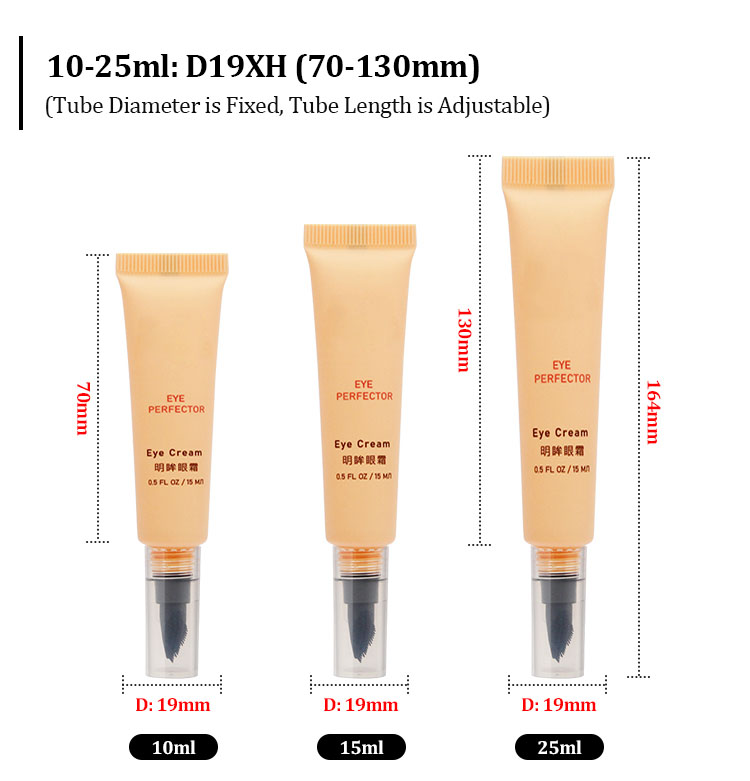 10-25ml: D19XH (70-130mm)
(Tube Diameter is Fixed, Tube Length is Adjustable)
70mm
EYE
PERFECTOR
Eye Cream
明眸眼霜
0.5 FL OZ / 15 МЛ
EYE
PERFECTOR
Eye Cream
明眸眼霜
0.5 FL OZ / 15 МЛ
130mm
EYE
PERFECTOR
Eye Cream
明眸眼霜
0.5 FL OZ / 15 МЛ
164mm
D: 19mm
D: 19mm
D: 19mm
10ml
15ml
25ml